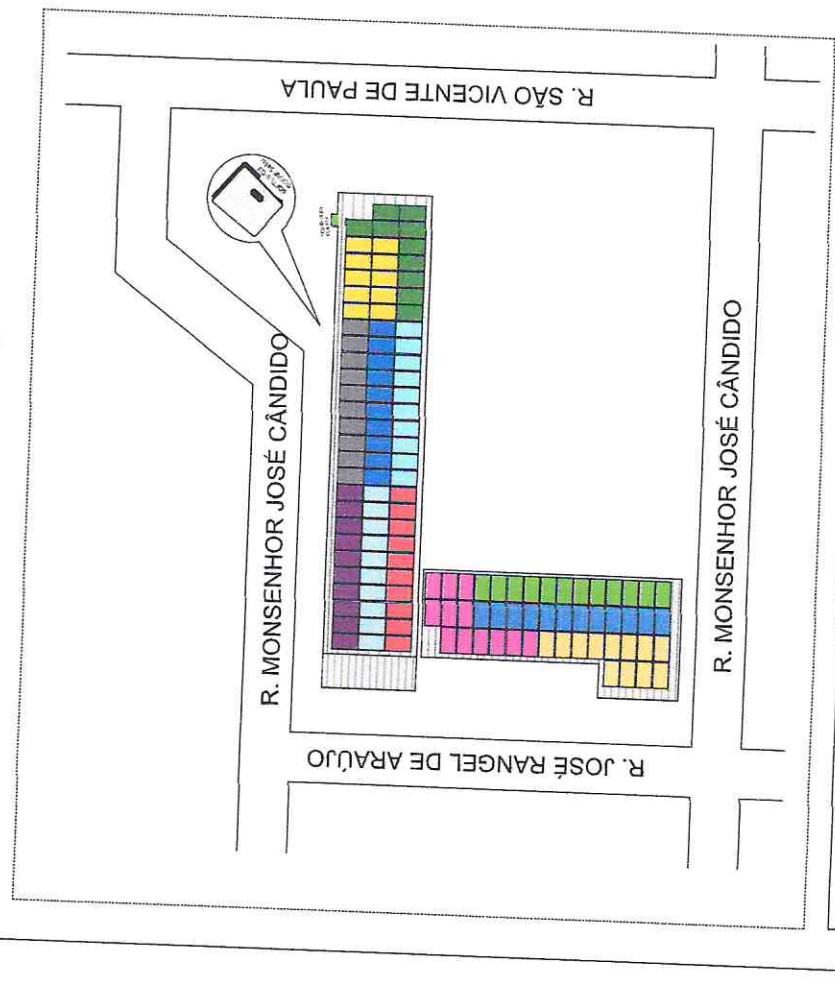 R. SÃO VICENTE DE PAULA
R. MONSENHOR JOSÉ CÂNDIDO
R. MONSENHOR JOSÉ CÂNDIDO
R. JOSÉ RANGEL DE ARAÚJO